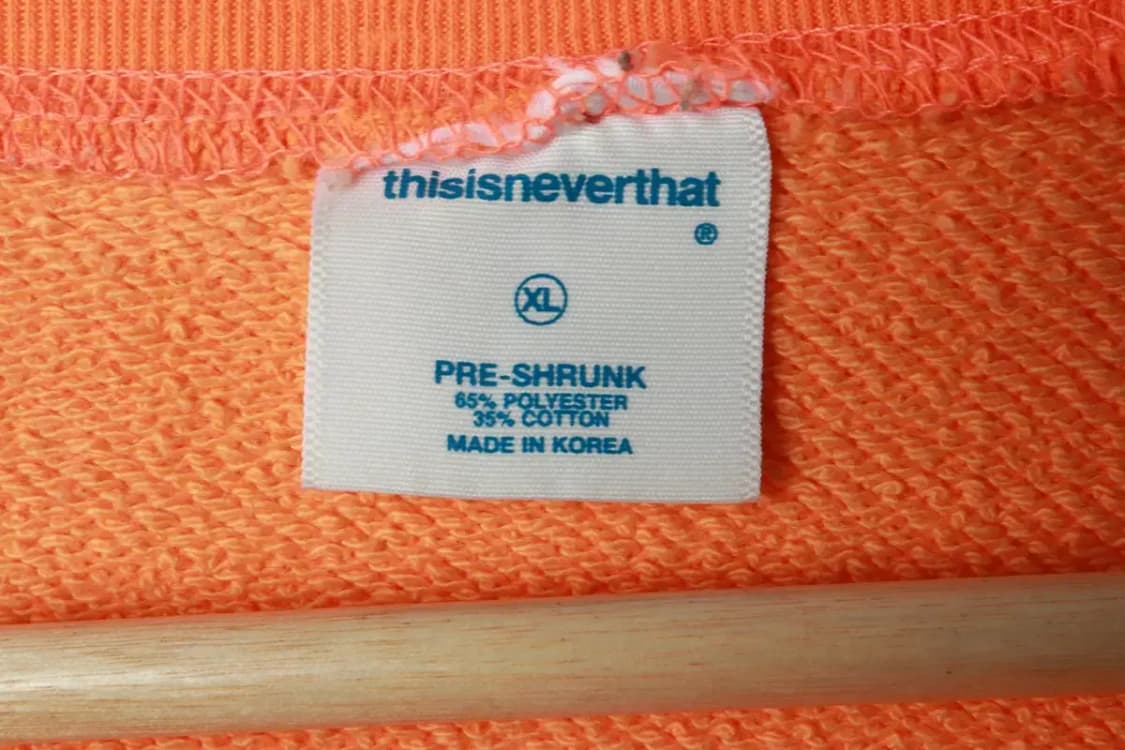 thisisneverthat
®
XL
PRE-SHRUNK
65% POLYESTER
35% COTTON
MADE IN KOREA